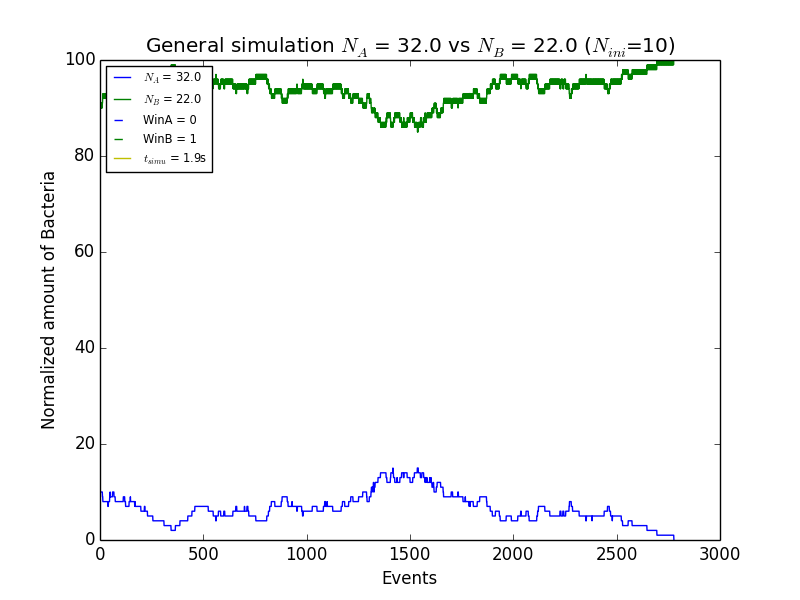 General simulation N_A = 32.0 vs N_B = 22.0 (N_ini=10)
100
80
60
40
20
0
Normalized amount of Bacteria
N_A = 32.0
N_B = 22.0
WinA = 0
WinB = 1
t_simu = 1.9s
0 500 1000 1500 2000 2500 3000
Events